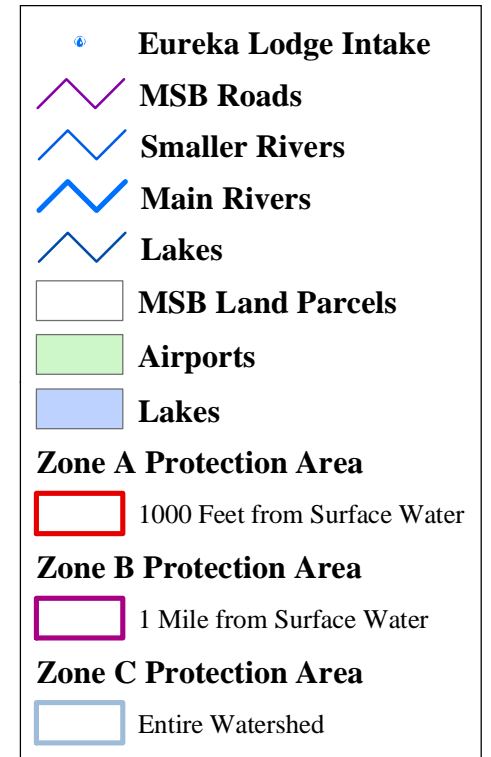 Eureka Lodge Intake
MSB Roads
Smaller Rivers
Main Rivers
Lakes
MSB Land Parcels
Airports
Lakes
Zone A Protection Area
1000 Feet from Surface Water
Zone B Protection Area
1 Mile from Surface Water
Zone C Protection Area
Entire Watershed